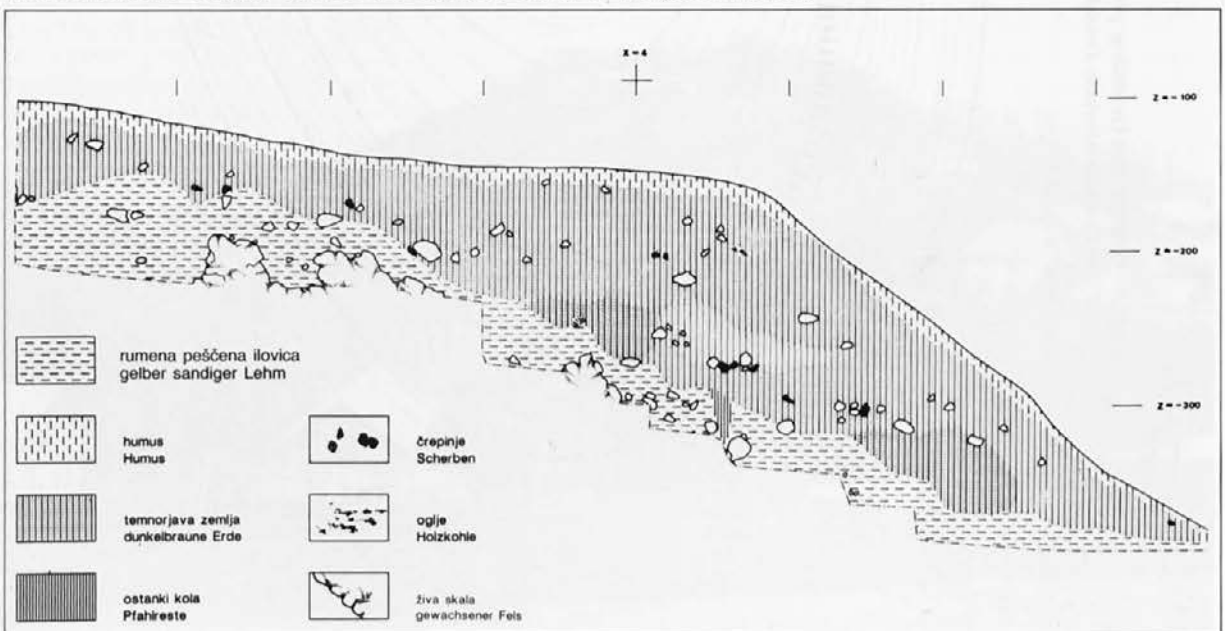 X = 4
Z = - 100
Z = - 200
Z = - 300
rumena peščena ilovica
gelber sandiger Lehm
humus
Humus
temnorjava zemlja
dunkelbraune Erde
ostanki kola
Pfahlreste
črepinje
Scherben
oglje
Holzkohle
živa skala
gewachsener Fels